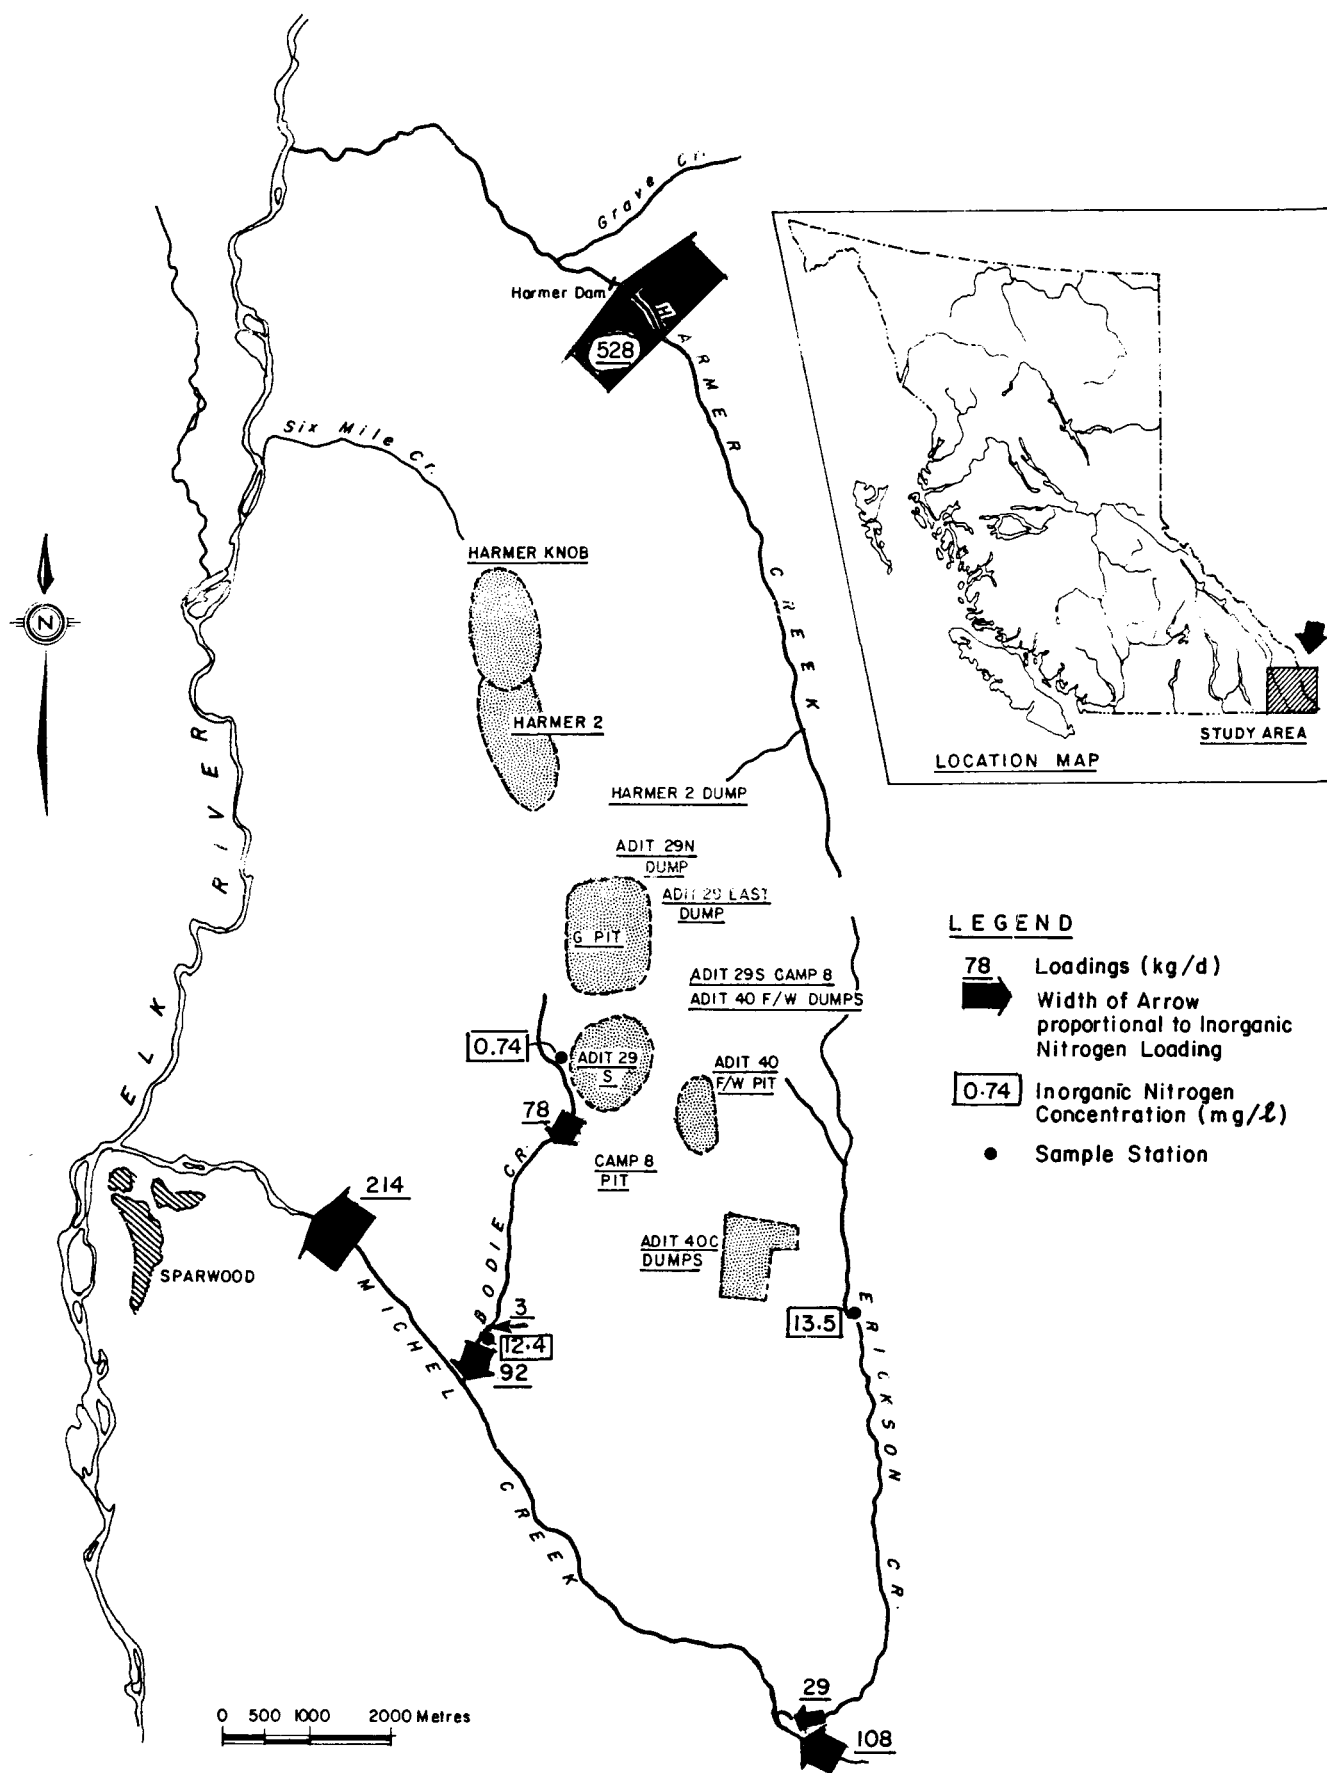 Grave Cr.
Harmer Dam
528
HARMER CREEK
Six Mile Cr.
HARMER KNOB
HARMER 2
HARMER 2 DUMP
N
ELK RIVER
LOCATION MAP
STUDY AREA
ADIT 29N
DUMP
ADIT 29 EAST
DUMP
G PIT
ADIT 29S CAMP 8
ADIT 40 F/W DUMPS
0.74
ADIT 29
S
ADIT 40
F/W PIT
78
CAMP 8
PIT
BODIE CR.
214
SPARWOOD
ADIT 40C
DUMPS
MICHEL CREEK
3
12.4
92
13.5
ERICKSON CR.
29
108
0 500 1000 2000 Metres
LEGEND
78 Loadings (kg/d)
Width of Arrow
proportional to Inorganic
Nitrogen Loading
0.74 Inorganic Nitrogen
Concentration (mg/ℓ)
Sample Station